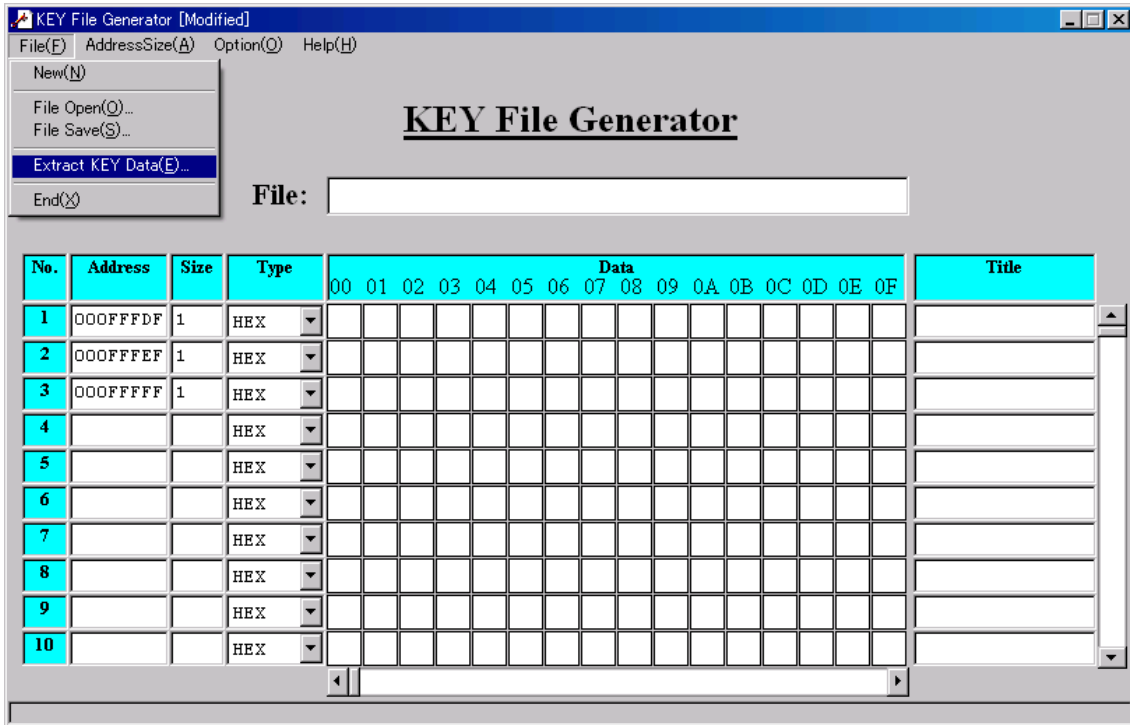 KEY File Generator [Modified]
File(F) AddressSize(A) Option(O) Help(H)
New(N)
File Open(O)...
File Save(S)...
Extract KEY Data(E)...
End(X)
KEY File Generator
File:
No. Address Size Type Data Title
00 01 02 03 04 05 06 07 08 09 0A 0B 0C 0D 0E 0F
1 000FFFDF 1 HEX
2 000FFFEF 1 HEX
3 000FFFFF 1 HEX
4 HEX
5 HEX
6 HEX
7 HEX
8 HEX
9 HEX
10 HEX